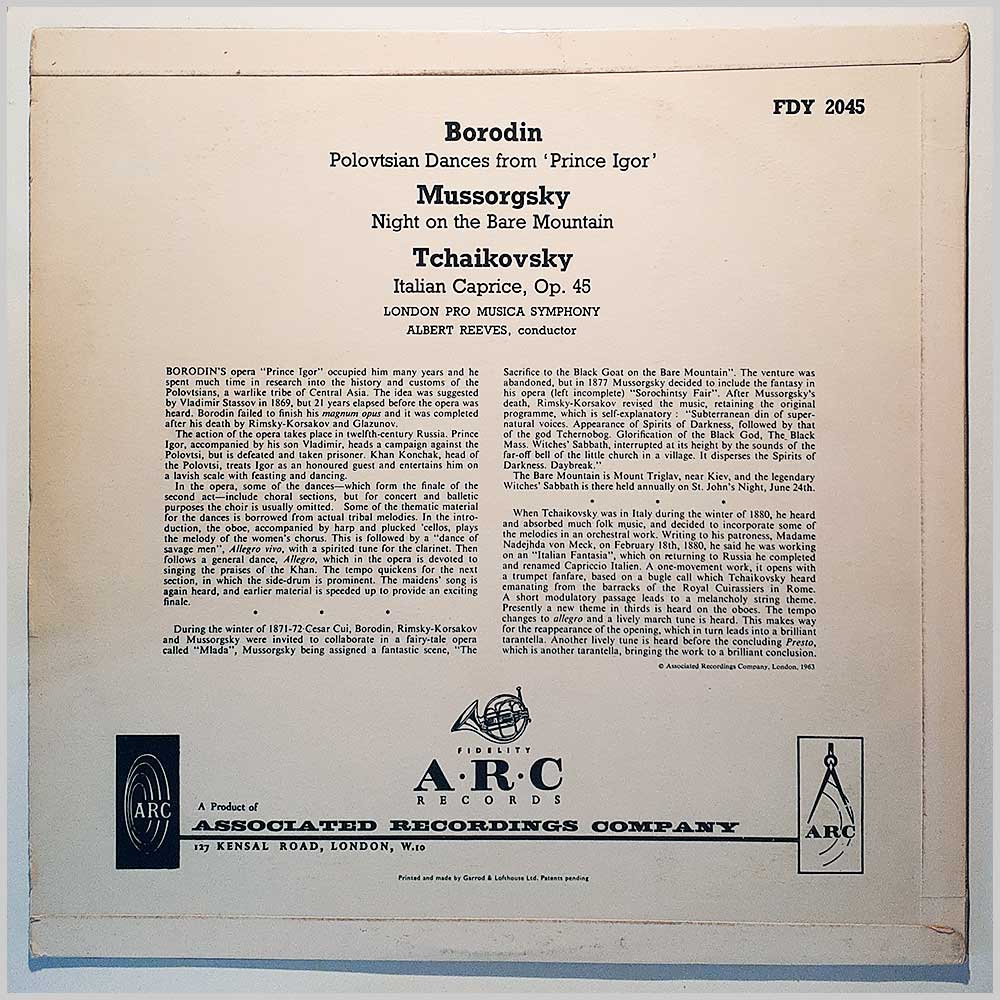 FDY 2045
Borodin
Polovtsian Dances from ‘Prince Igor’
Mussorgsky
Night on the Bare Mountain
Tchaikovsky
Italian Caprice, Op. 45
LONDON PRO MUSICA SYMPHONY
ALBERT REEVES, conductor
BORODIN'S opera “Prince Igor” occupied him many years and he
spent much time in research into the history and customs of the
Polovtsians, a warlike tribe of Central Asia. The idea was suggested
by Vladimir Stassov in 1869, but 21 years elapsed before the opera was
heard. Borodin failed to finish his magnum opus and it was completed
after his death by Rimsky-Korsakov and Glazunov.
The action of the opera takes place in twelfth-century Russia. Prince
Igor, accompanied by his son Vladimir, heads a campaign against the
Polovtsi, but is defeated and taken prisoner. Khan Konchak, head of
the Polovtsi, treats Igor as an honoured guest and entertains him on
a lavish scale with feasting and dancing.
In the opera, some of the dances—which form the finale of the
second act—include choral sections, but for concert and balletic
purposes the choir is usually omitted. Some of the thematic material
for the dances is borrowed from actual tribal melodies. In the intro-
duction, the oboe, accompanied by harp and plucked 'cellos, plays
the melody of the women's chorus. This is followed by a “dance of
savage men”, Allegro vivo, with a spirited tune for the clarinet. Then
follows a general dance, Allegro, which in the opera is devoted to
singing the praises of the Khan. The tempo quickens for the next
section, in which the side-drum is prominent. The maidens' song is
again heard, and earlier material is speeded up to provide an exciting
finale.
• • •
During the winter of 1871-72 Cesar Cui, Borodin, Rimsky-Korsakov
and Mussorgsky were invited to collaborate in a fairy-tale opera
called “Mlada”, Mussorgsky being assigned a fantastic scene, “The
Sacrifice to the Black Goat on the Bare Mountain”. The venture was
abandoned, but in 1877 Mussorgsky decided to include the fantasy in
his opera (left incomplete) “Sorochintsy Fair”. After Mussorgsky's
death, Rimsky-Korsakov revised the music, retaining the original
programme, which is self-explanatory : “Subterranean din of super-
natural voices. Appearance of Spirits of Darkness, followed by that
of the god Tchernobog. Glorification of the Black God, The Black
Mass. Witches' Sabbath, interrupted at its height by the sounds of the
far-off bell of the little church in a village. It disperses the Spirits of
Darkness. Daybreak.”
The Bare Mountain is Mount Triglav, near Kiev, and the legendary
Witches' Sabbath is there held annually on St. John's Night, June 24th.
• • •
When Tchaikovsky was in Italy during the winter of 1880, he heard
and absorbed much folk music, and decided to incorporate some of
the melodies in an orchestral work. Writing to his patroness, Madame
Nadejhda von Meck, on February 18th, 1880, he said he was working
on an “Italian Fantasia”, which on returning to Russia he completed
and renamed Capriccio Italien. A one-movement work, it opens with
a trumpet fanfare, based on a bugle call which Tchaikovsky heard
emanating from the barracks of the Royal Cuirassiers in Rome.
A short modulatory passage leads to a melancholy string theme.
Presently a new theme in thirds is heard on the oboes. The tempo
changes to allegro and a lively march tune is heard. This makes way
for the reappearance of the opening, which in turn leads into a brilliant
tarantella. Another lively tune is heard before the concluding Presto,
which is another tarantella, bringing the work to a brilliant conclusion.
© Associated Recordings Company, London, 1963
FIDELITY
A·R·C
RECORDS
ARC
A Product of
ASSOCIATED RECORDINGS COMPANY
127 KENSAL ROAD, LONDON, W.10
ARC
Printed and made by Garrod & Lofthouse Ltd. Patents pending